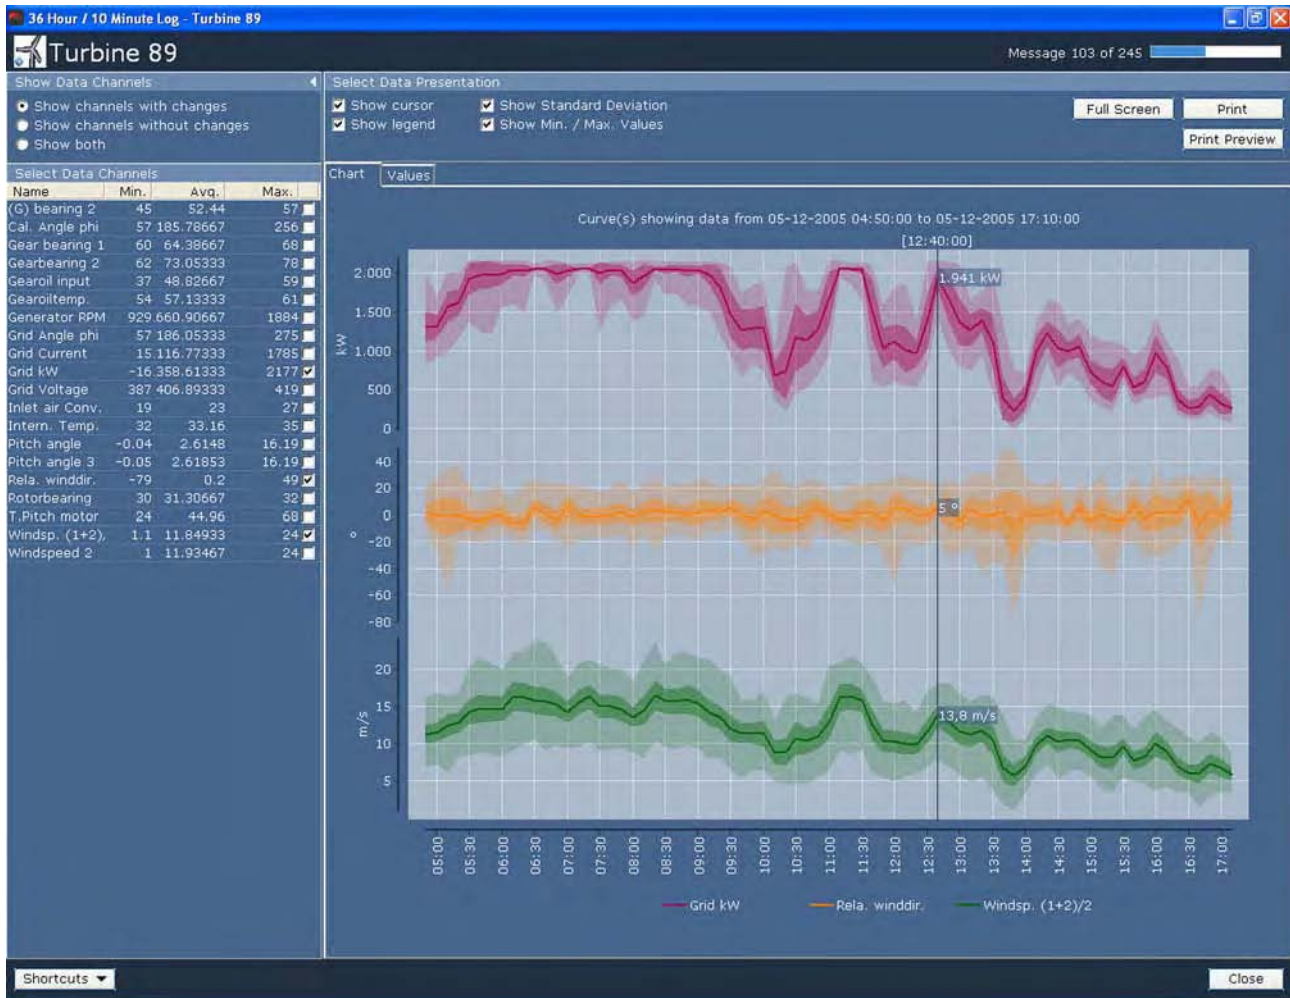 36 Hour / 10 Minute Log - Turbine 89
Turbine 89
Message 103 of 245
Show Data Channels
Select Data Presentation
Show channels with changes
Show channels without changes
Show both
Show cursor
Show Standard Deviation
Show legend
Show Min. / Max. Values
Full Screen
Print
Print Preview
Select Data Channels
Name Min. Avg. Max.
(G) bearing 2 45 52.44 57
Cal. Angle phi 57 185.78667 256
Gear bearing 1 60 64.38667 68
Gearbearing 2 62 73.05333 78
Gearoil input 37 48.82667 59
Gearoiltemp. 54 57.13333 61
Generator RPM 929.660.90667 1884
Grid Angle phi 57 186.05333 275
Grid Current 15.116.77333 1785
Grid kW -16.358.61333 2177
Grid Voltage 387 406.89333 419
Inlet air Conv. 19 23 27
Intern. Temp. 32 33.16 35
Pitch angle -0.04 2.6148 16.19
Pitch angle 3 -0.05 2.61853 16.19
Rela. winddir. -79 0.2 49
Rotorbearing 30 31.30667 32
T.Pitch motor 24 44.96 68
Windsp. (1+2), 1.1 11.84933 24
Windspeed 2 1 11.93467 24
Chart Values
Curve(s) showing data from 05-12-2005 04:50:00 to 05-12-2005 17:10:00
[12:40:00]
2.000
1.500
1.000
500
0
kW
1.941 kW
40
20
0
-20
-40
-60
-80
°
5 °
20
15
10
5
m/s
13,8 m/s
05:00 05:30 06:00 06:30 07:00 07:30 08:00 08:30 09:00 09:30 10:00 10:30 11:00 11:30 12:00 12:30 13:00 13:30 14:00 14:30 15:00 15:30 16:00 16:30 17:00
Grid kW Rela. winddir. Windsp. (1+2)/2
Shortcuts
Close